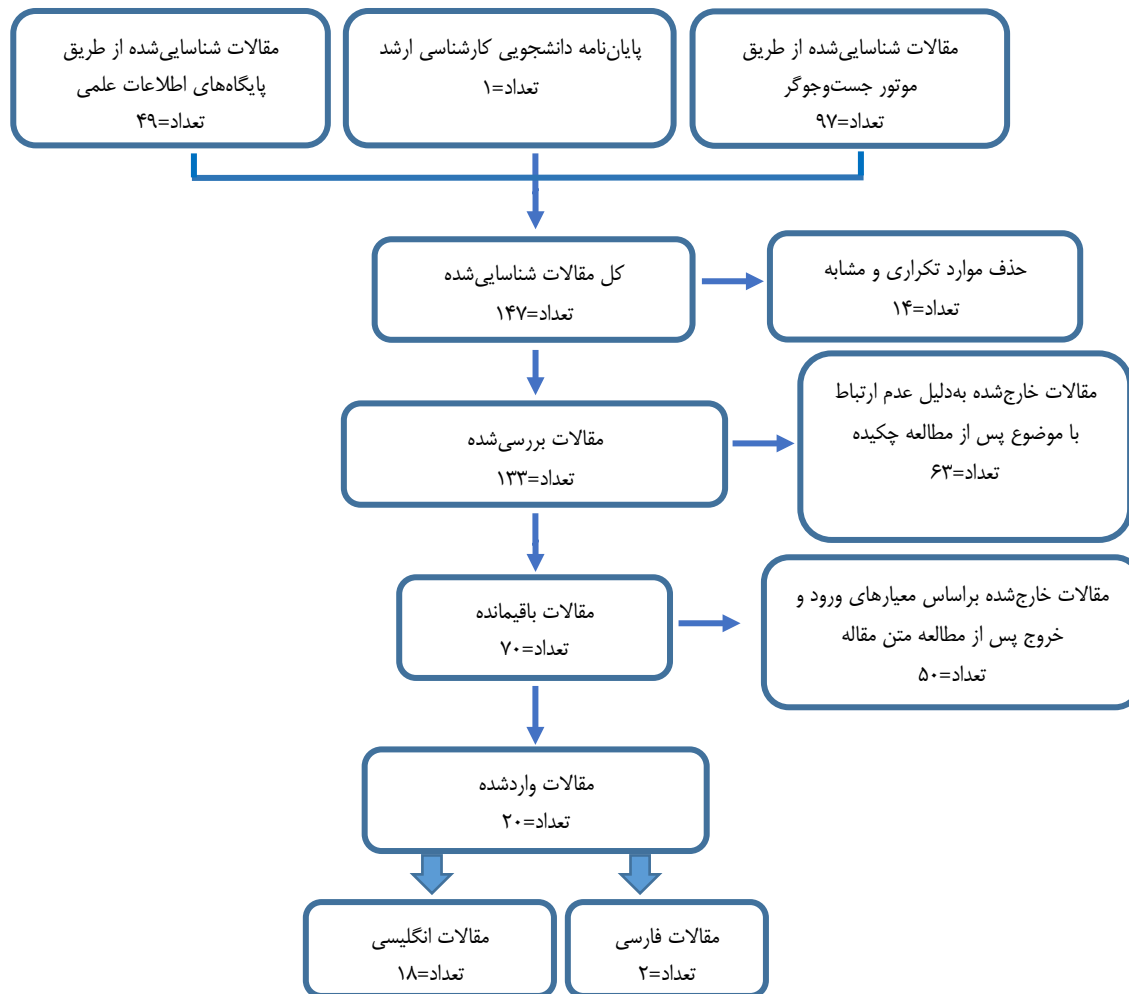 مقالات شناسایی‌شده از طریق
موتور جست‌وجوگر
تعداد=۹۷
پایان‌نامه دانشجویی کارشناسی ارشد
تعداد=۱
مقالات شناسایی‌شده از طریق
پایگاه‌های اطلاعات علمی
تعداد=۴۹
کل مقالات شناسایی‌شده
تعداد=۱۴۷
حذف موارد تکراری و مشابه
تعداد=۱۴
مقالات بررسی‌شده
تعداد=۱۳۳
مقالات خارج‌شده به‌دلیل عدم ارتباط
با موضوع پس از مطالعه چکیده
تعداد=۶۳
مقالات باقیمانده
تعداد=۷۰
مقالات خارج‌شده براساس معیارهای ورود و
خروج پس از مطالعه متن مقاله
تعداد=۵۰
مقالات واردشده
تعداد=۲۰
مقالات فارسی
تعداد=۲
مقالات انگلیسی
تعداد=۱۸